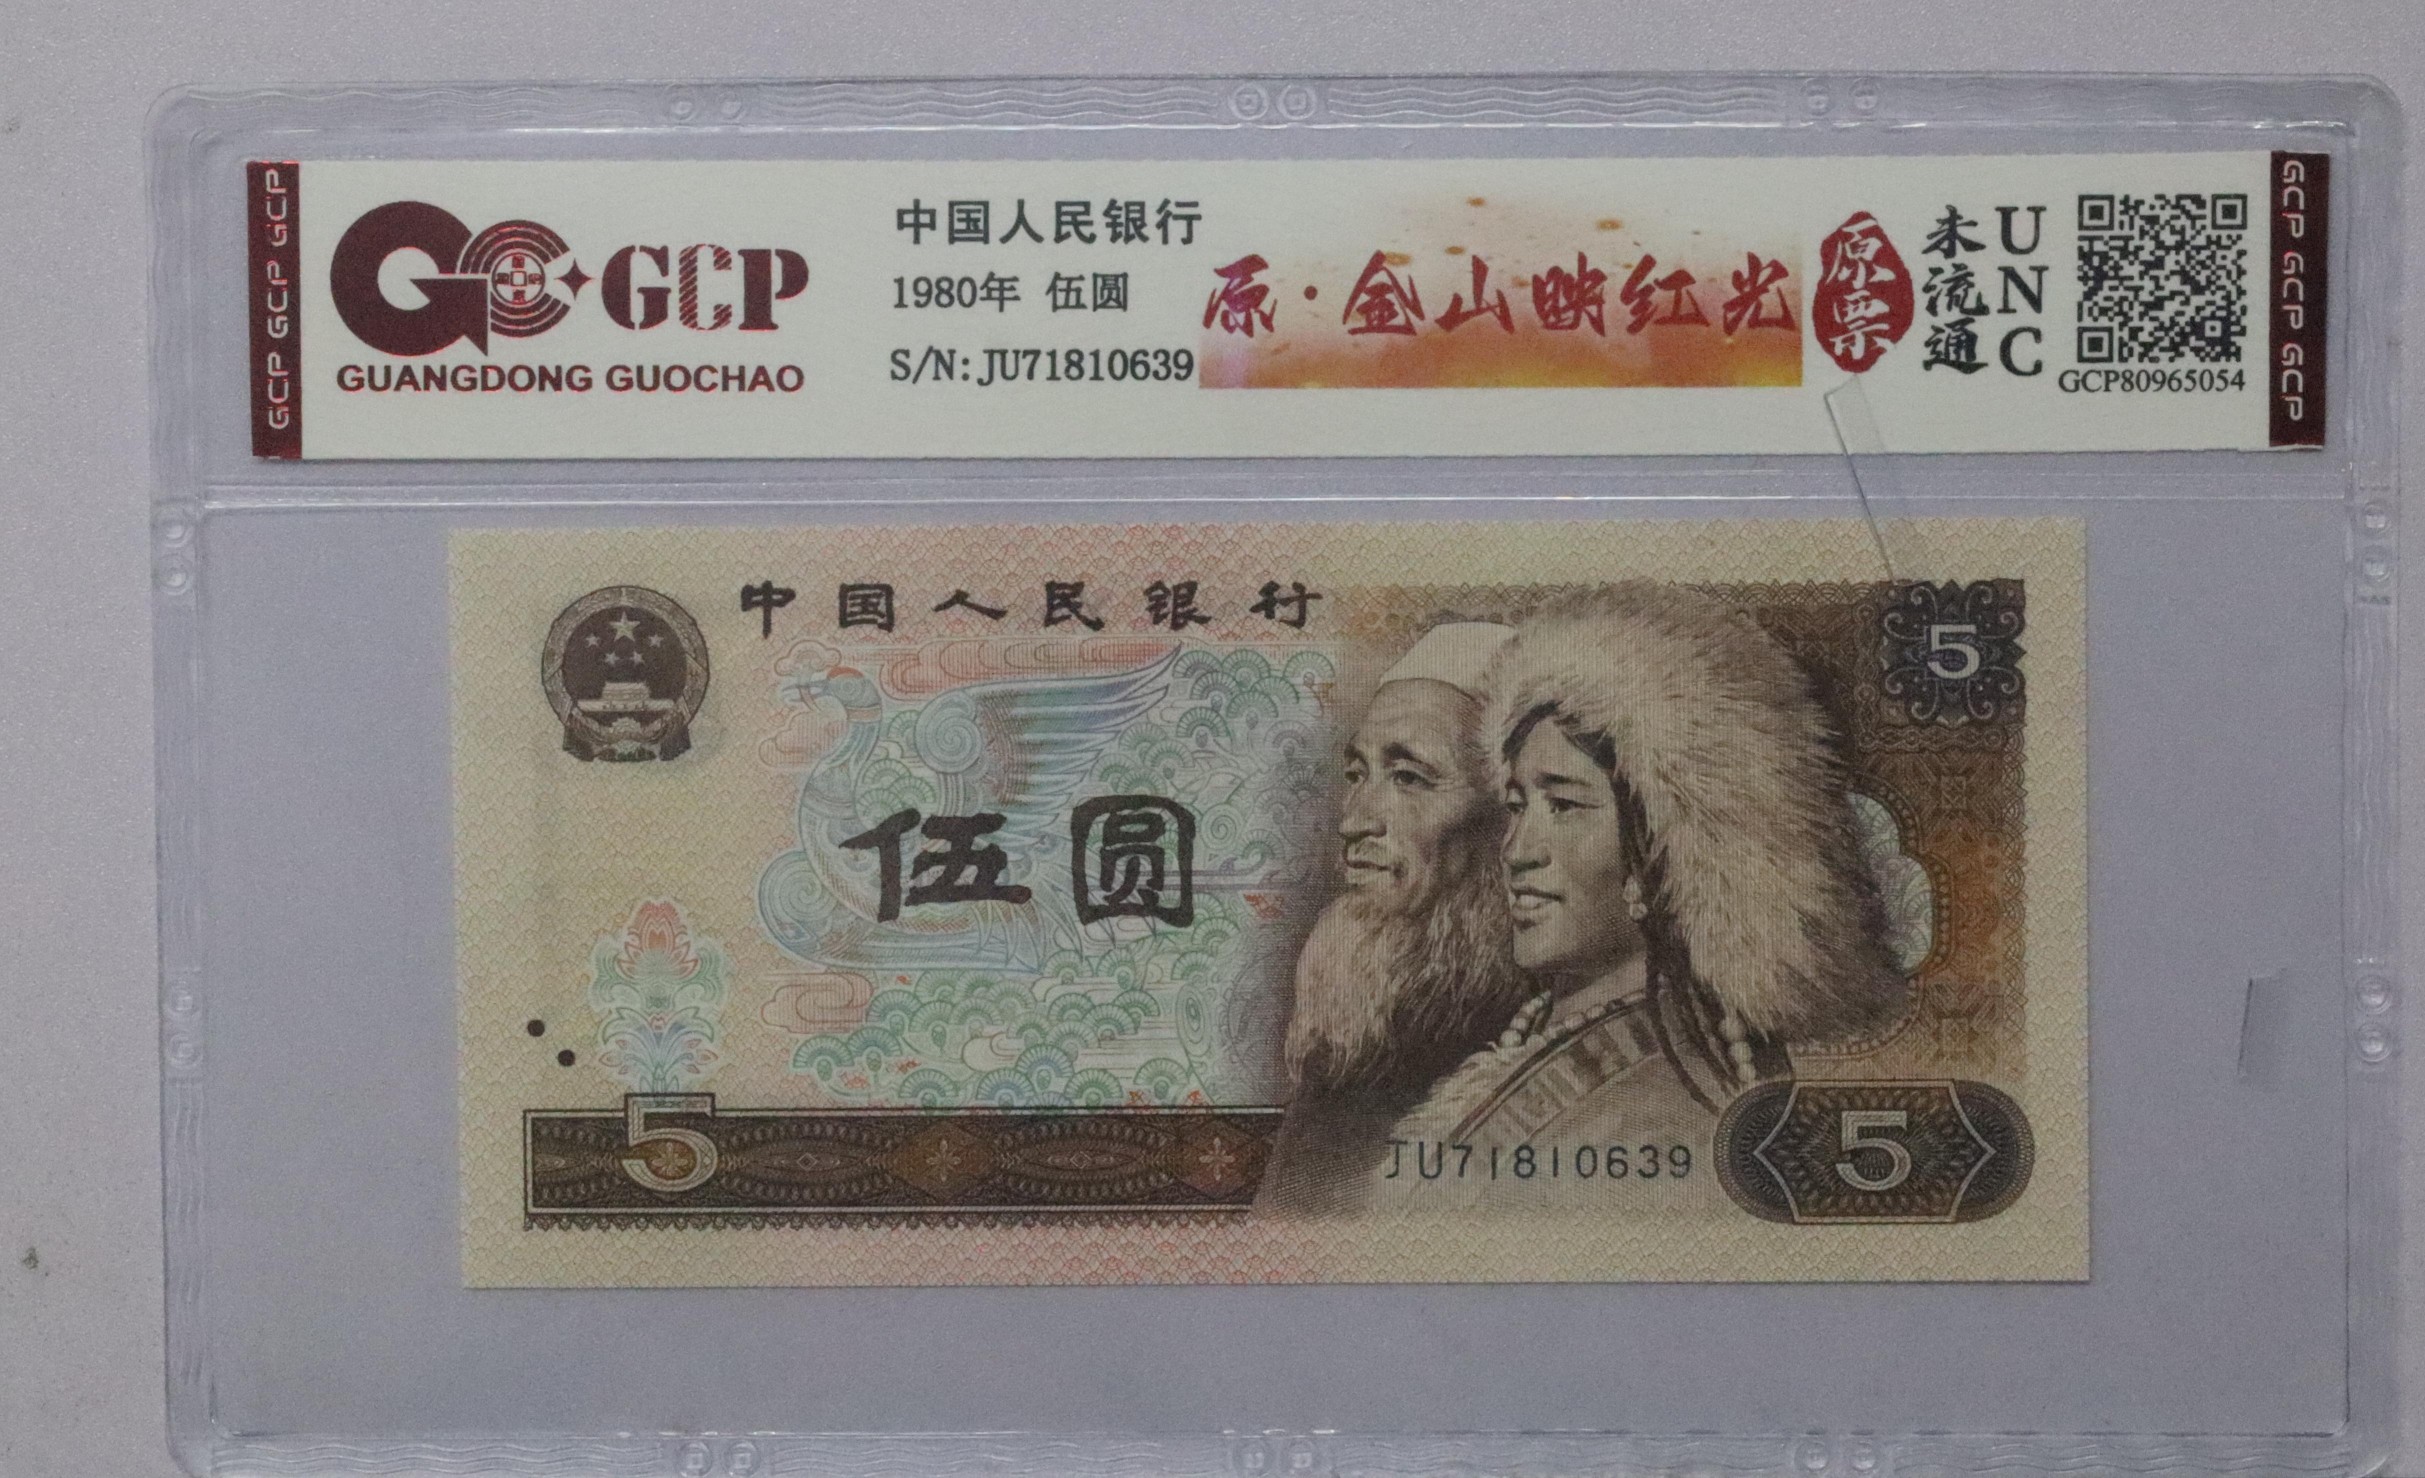 GCP GCP GCP
GCP
GUANGDONG GUOCHAO
中国人民银行
1980年 伍圆
S/N: JU71810639
原·金山映红光
原票
未流通
UNC
GCP80965054
GCP GCP GCP
中国人民银行
5
伍圆
5
JU71810639
5